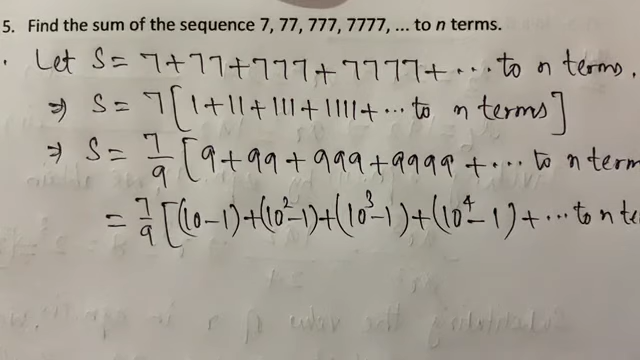 5. Find the sum of the sequence 7, 77, 777, 7777, ... to n terms.
. Let S = 7+77+777+7777+ ... to n terms.
⇒ S = 7[1+11+111+1111+ ... to n terms]
⇒ S = 7/9 [9+99+999+9999 + ... to n term
= 7/9 [(10-1)+(10²-1)+(10³-1)+(10⁴-1)+ ... to n te